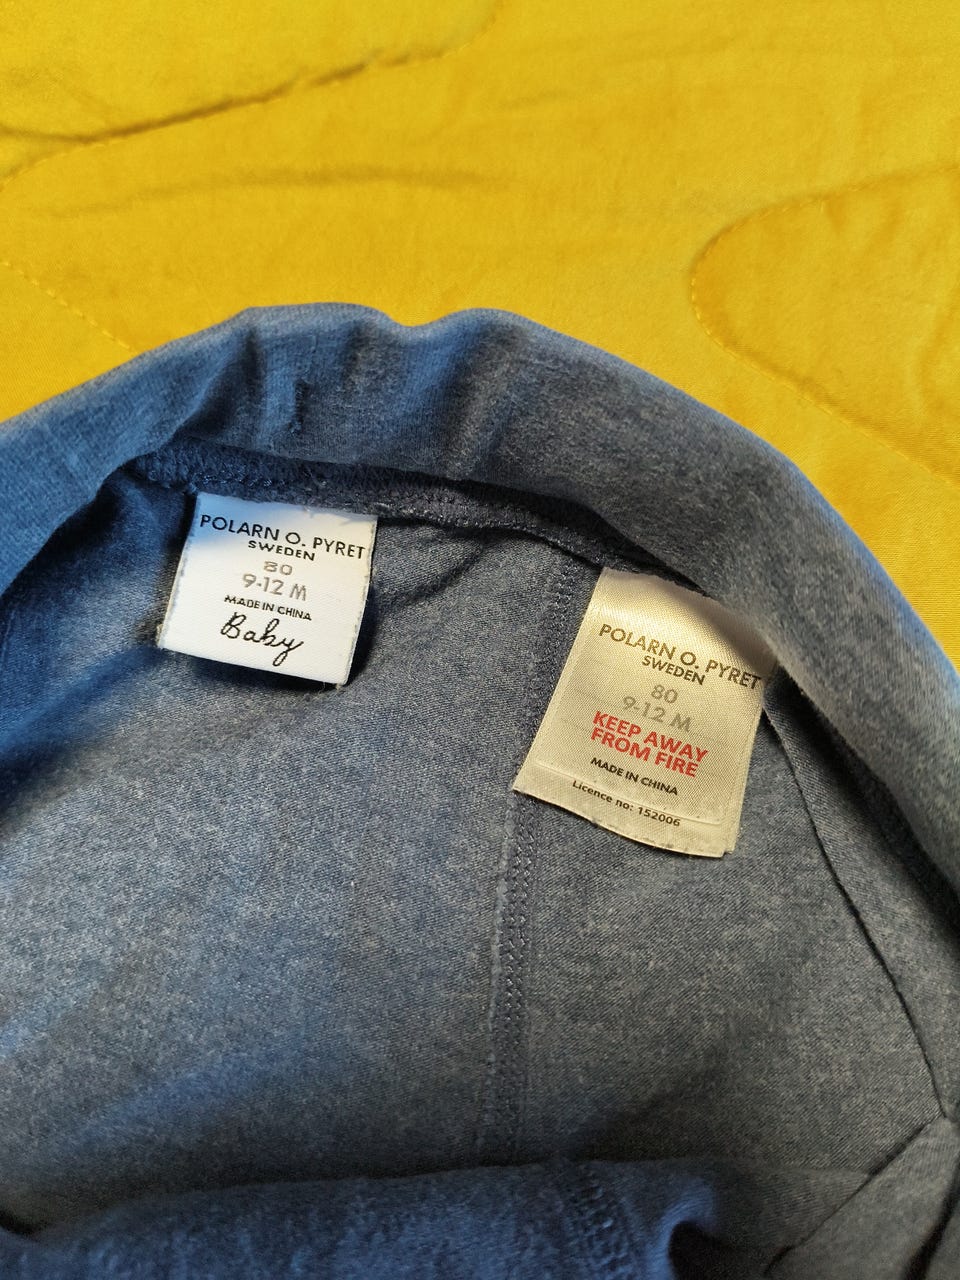 POLARN O. PYRET
SWEDEN
80
9-12 M
MADE IN CHINA
Baby
POLARN O. PYRET
SWEDEN
80
9-12 M
KEEP AWAY
FROM FIRE
MADE IN CHINA
Licence no: 152006